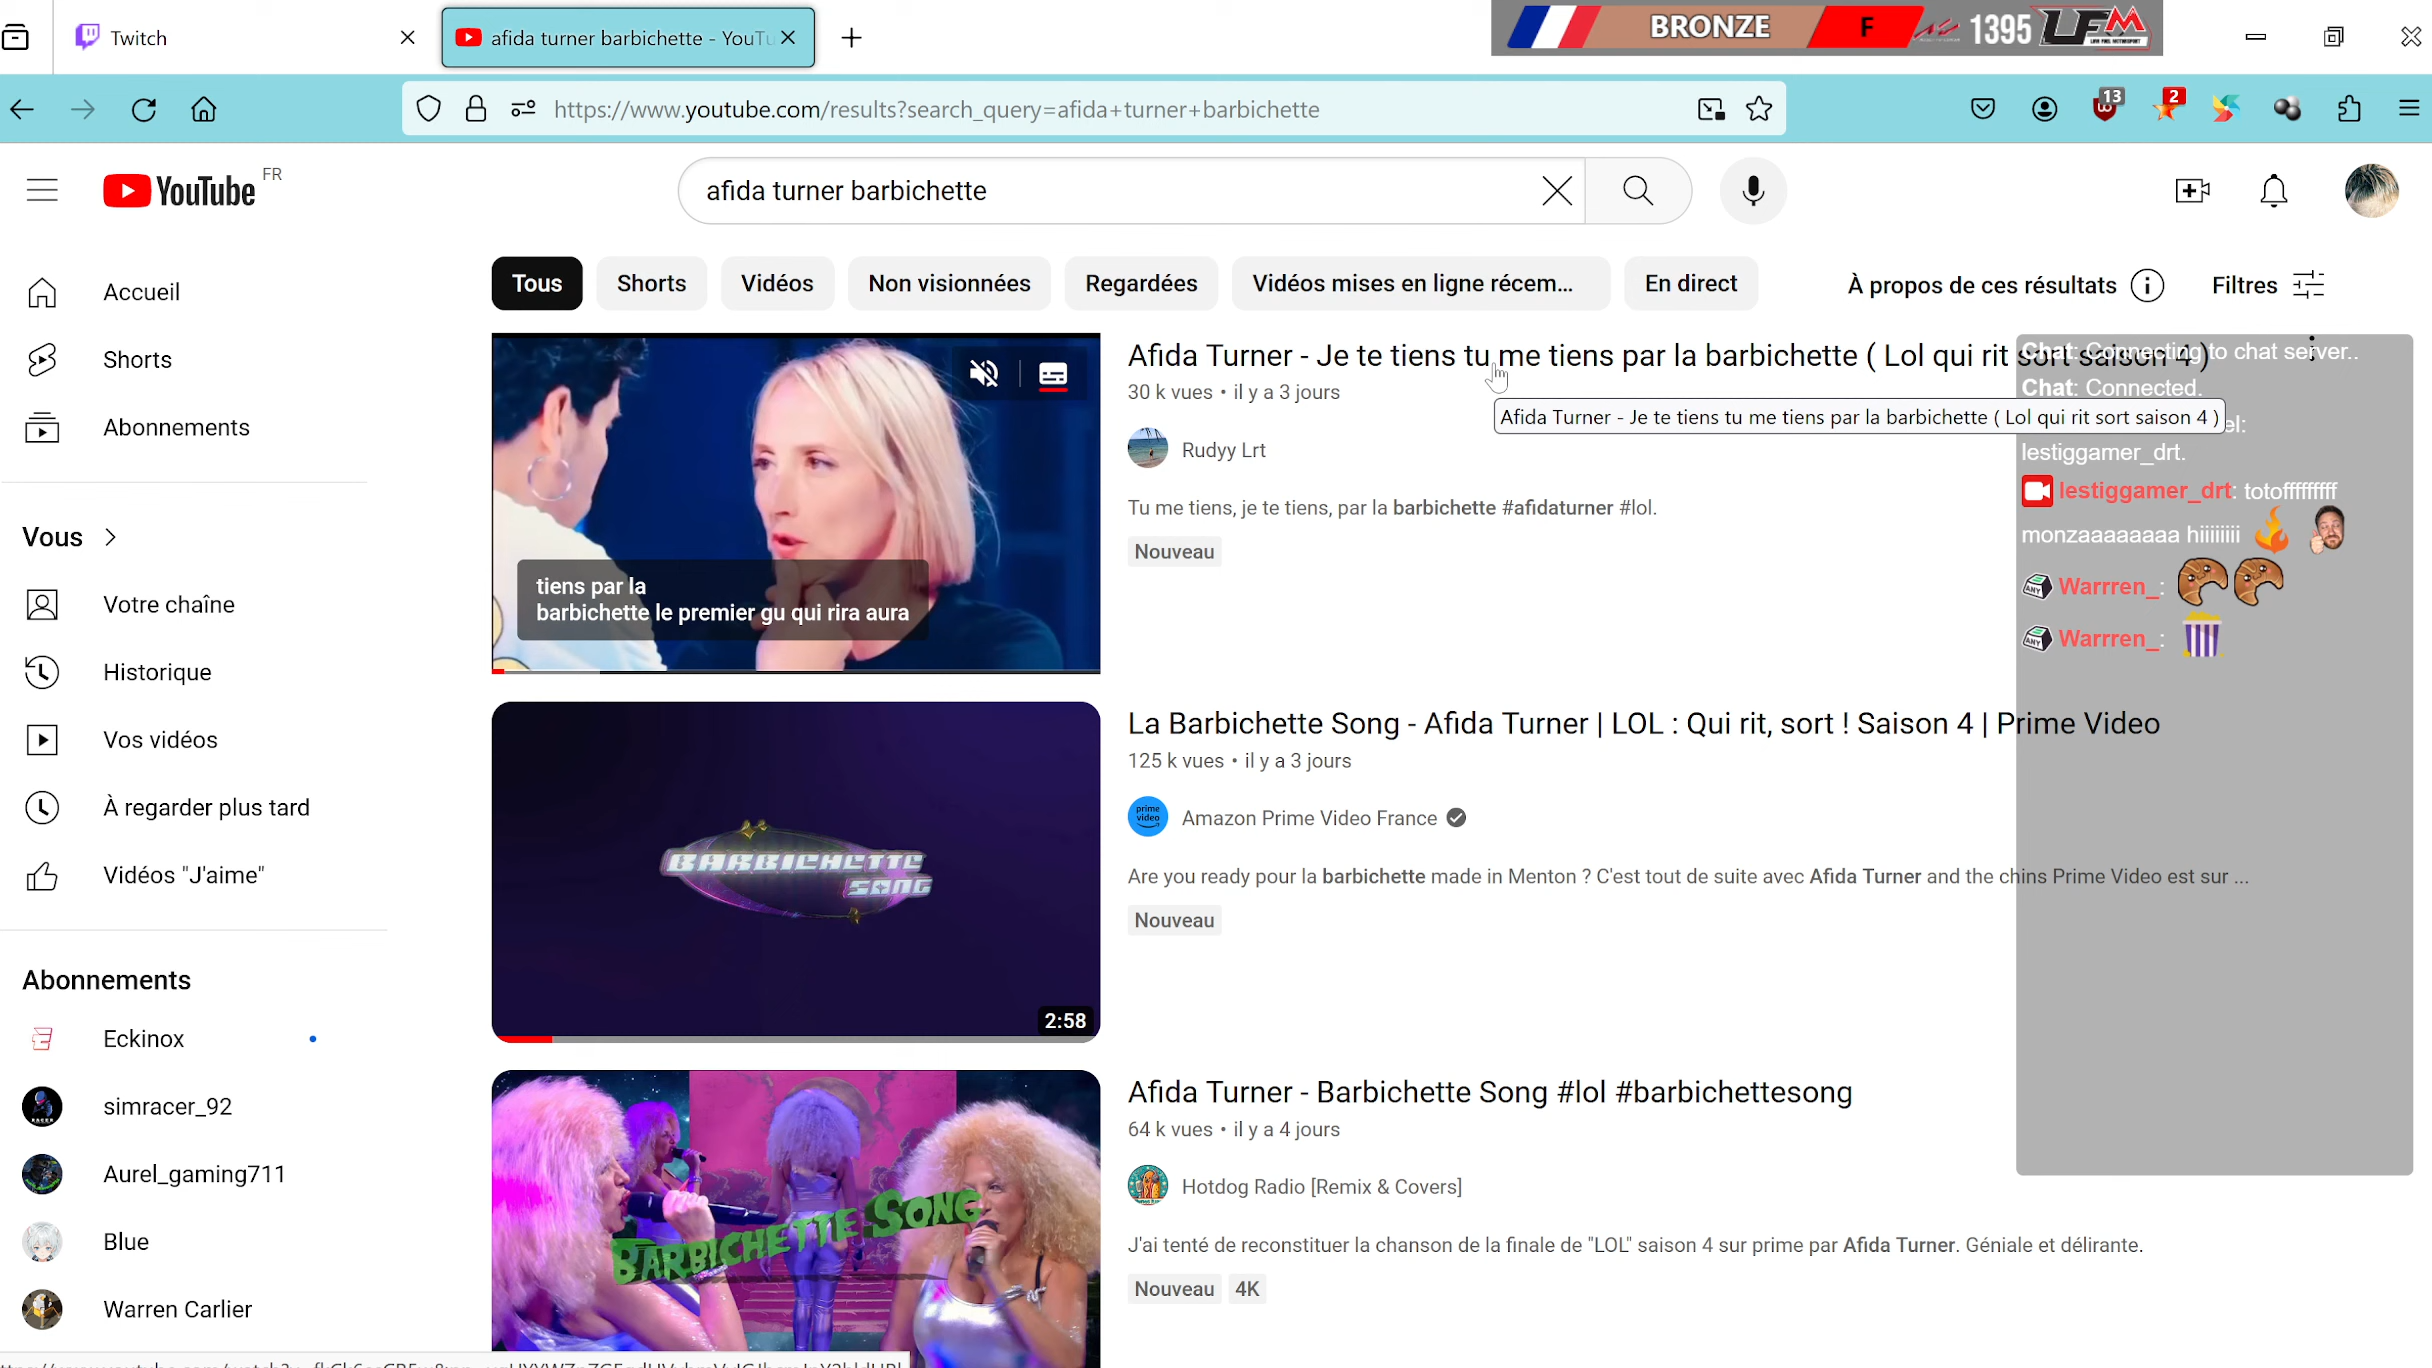 Twitch
afida turner barbichette - YouTu
BRONZE F 1395 LFM
https://www.youtube.com/results?search_query=afida+turner+barbichette
13
2
YouTube FR
afida turner barbichette
Tous
Shorts
Vidéos
Non visionnées
Regardées
Vidéos mises en ligne récem...
En direct
À propos de ces résultats
Filtres
Accueil
Shorts
Abonnements
Vous
Votre chaîne
Historique
Vos vidéos
À regarder plus tard
Vidéos "J'aime"
Abonnements
Eckinox
simracer_92
Aurel_gaming711
Blue
Warren Carlier
tiens par la
barbichette le premier gu qui rira aura
Afida Turner - Je te tiens tu me tiens par la barbichette ( Lol qui rit sort saison 4 )
30 k vues • il y a 3 jours
Afida Turner - Je te tiens tu me tiens par la barbichette ( Lol qui rit sort saison 4 )
Rudyy Lrt
Tu me tiens, je te tiens, par la barbichette #afidaturner #lol.
Nouveau
BARBICHETTE
SONG
2:58
La Barbichette Song - Afida Turner | LOL : Qui rit, sort ! Saison 4 | Prime Video
125 k vues • il y a 3 jours
prime
video
Amazon Prime Video France
Are you ready pour la barbichette made in Menton ? C'est tout de suite avec Afida Turner and the chins Prime Video est sur ...
Nouveau
BARBICHETTE SONG
Afida Turner - Barbichette Song #lol #barbichettesong
64 k vues • il y a 4 jours
Hotdog Radio [Remix & Covers]
J'ai tenté de reconstituer la chanson de la finale de "LOL" saison 4 sur prime par Afida Turner. Géniale et délirante.
Nouveau
4K
Chat: Connecting to chat server..
Chat: Connected.
el:
lestiggamer_drt.
lestiggamer_drt: totofffffffff
monzaaaaaaaa hiiiiiii
ANY Warrren_:
ANY Warrren_: